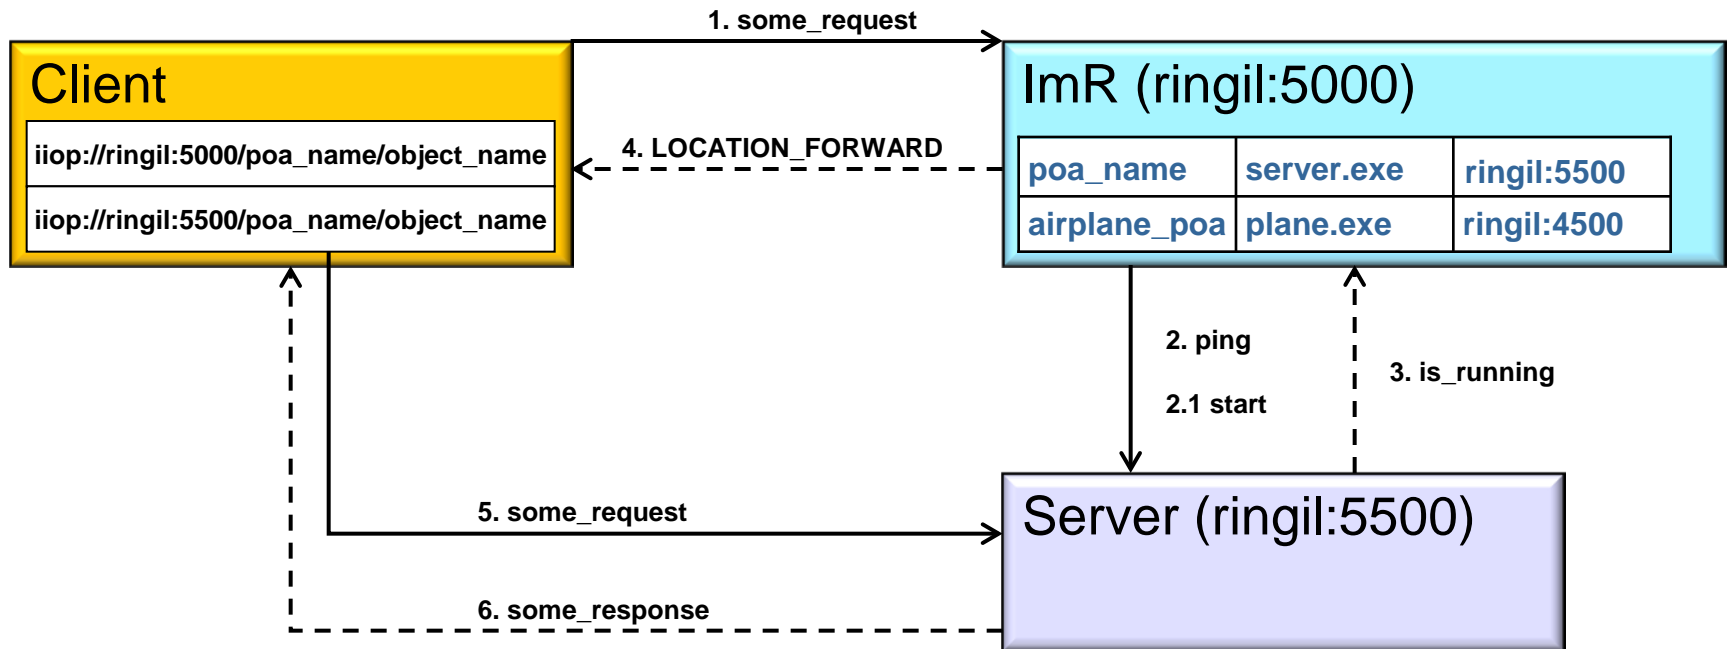 1. some_request
Client
ImR (ringil:5000)
iiop://ringil:5000/poa_name/object_name
iiop://ringil:5500/poa_name/object_name
4. LOCATION_FORWARD
poa_name server.exe ringil:5500
airplane_poa plane.exe ringil:4500
2. ping
2.1 start
3. is_running
5. some_request
Server (ringil:5500)
6. some_response